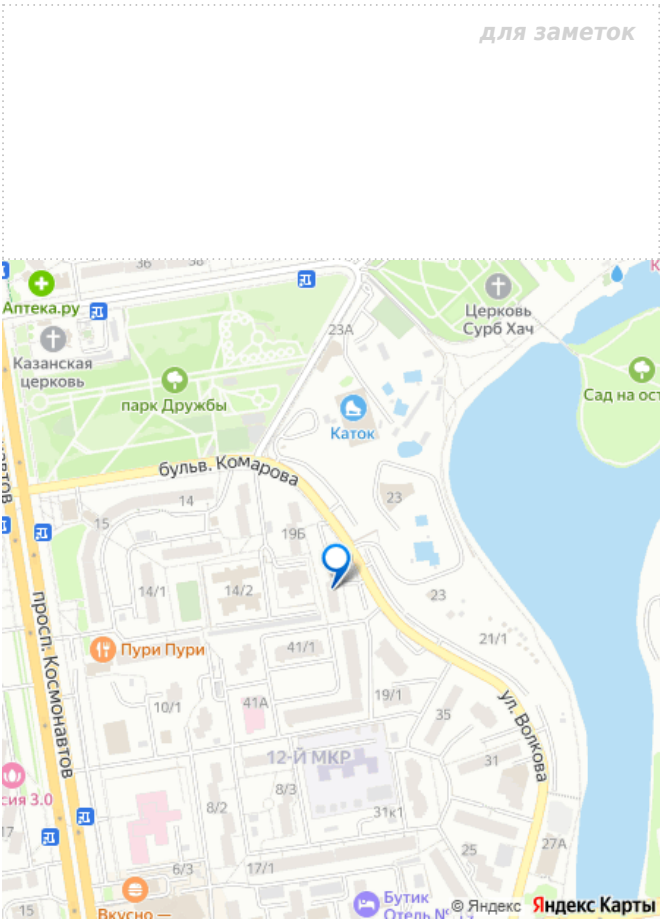 для заметок
36
38
Аптека.ру
Казанская
церковь
парк Дружбы
23А
Церковь
Сурб Хач
Сад на ост
Каток
бульв. Комарова
14
15
23
19Б
14/1
14/2
23
просп. Космонавтов
Пури Пури
41/1
21/1
10/1
41А
19/1
35
ул. Волкова
12-Й МКР
31
сия 3.0
8/3
8/2
31к1
17
27А
25
6/3
17/1
15
Вкусно —
Бутик
Отель №
© Яндекс
Яндекс Карты